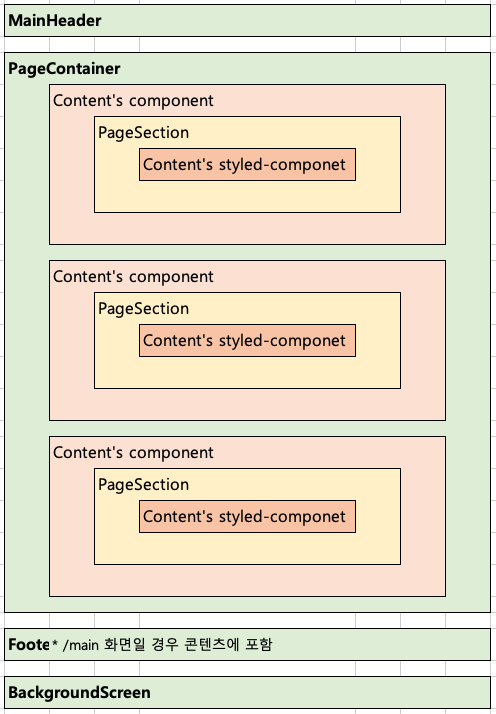 MainHeader
PageContainer
Content's component
PageSection
Content's styled-componet
Content's component
PageSection
Content's styled-componet
Content's component
PageSection
Content's styled-componet
Foote * /main 화면일 경우 콘텐츠에 포함
BackgroundScreen